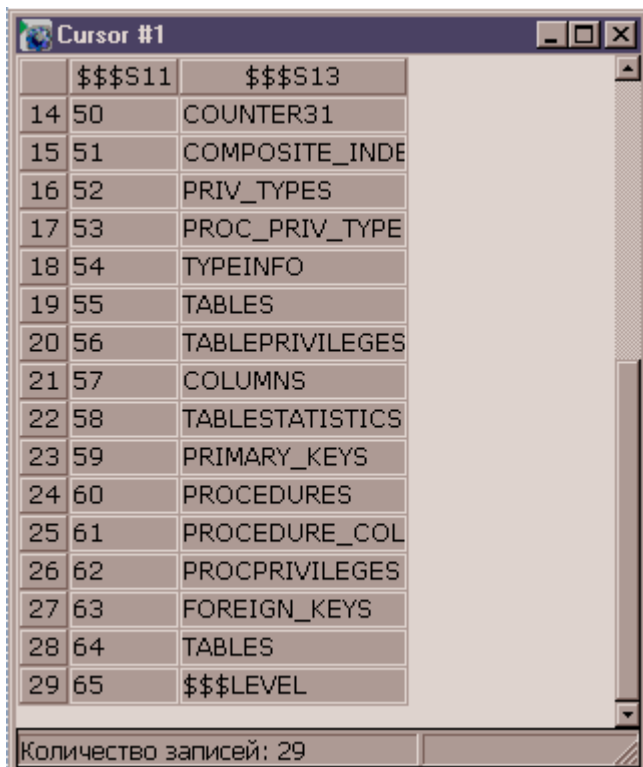 Cursor #1
$$$S11 $$$S13
14 50 COUNTER31
15 51 COMPOSITE_INDE
16 52 PRIV_TYPES
17 53 PROC_PRIV_TYPE
18 54 TYPEINFO
19 55 TABLES
20 56 TABLEPRIVILEGES
21 57 COLUMNS
22 58 TABLESTATISTICS
23 59 PRIMARY_KEYS
24 60 PROCEDURES
25 61 PROCEDURE_COL
26 62 PROCPRIVILEGES
27 63 FOREIGN_KEYS
28 64 TABLES
29 65 $$$LEVEL
Количество записей: 29